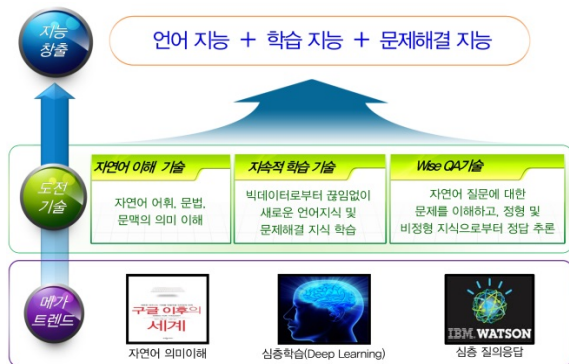 지능
창출
언어 지능 + 학습 지능 + 문제해결 지능
도전
기술
자연어 이해 기술
자연어 어휘, 문법,
문맥의 의미 이해
지속적 학습 기술
빅데이터로부터 끊임없이
새로운 언어지식 및
문제해결 지식 학습
Wise QA기술
자연어 질문에 대한
문제를 이해하고, 정형 및
비정형 지식으로부터 정답 추론
메가
트렌드
구글 이후의
세계
자연어 의미이해
심층학습(Deep Learning)
IBM WATSON
심층 질의응답